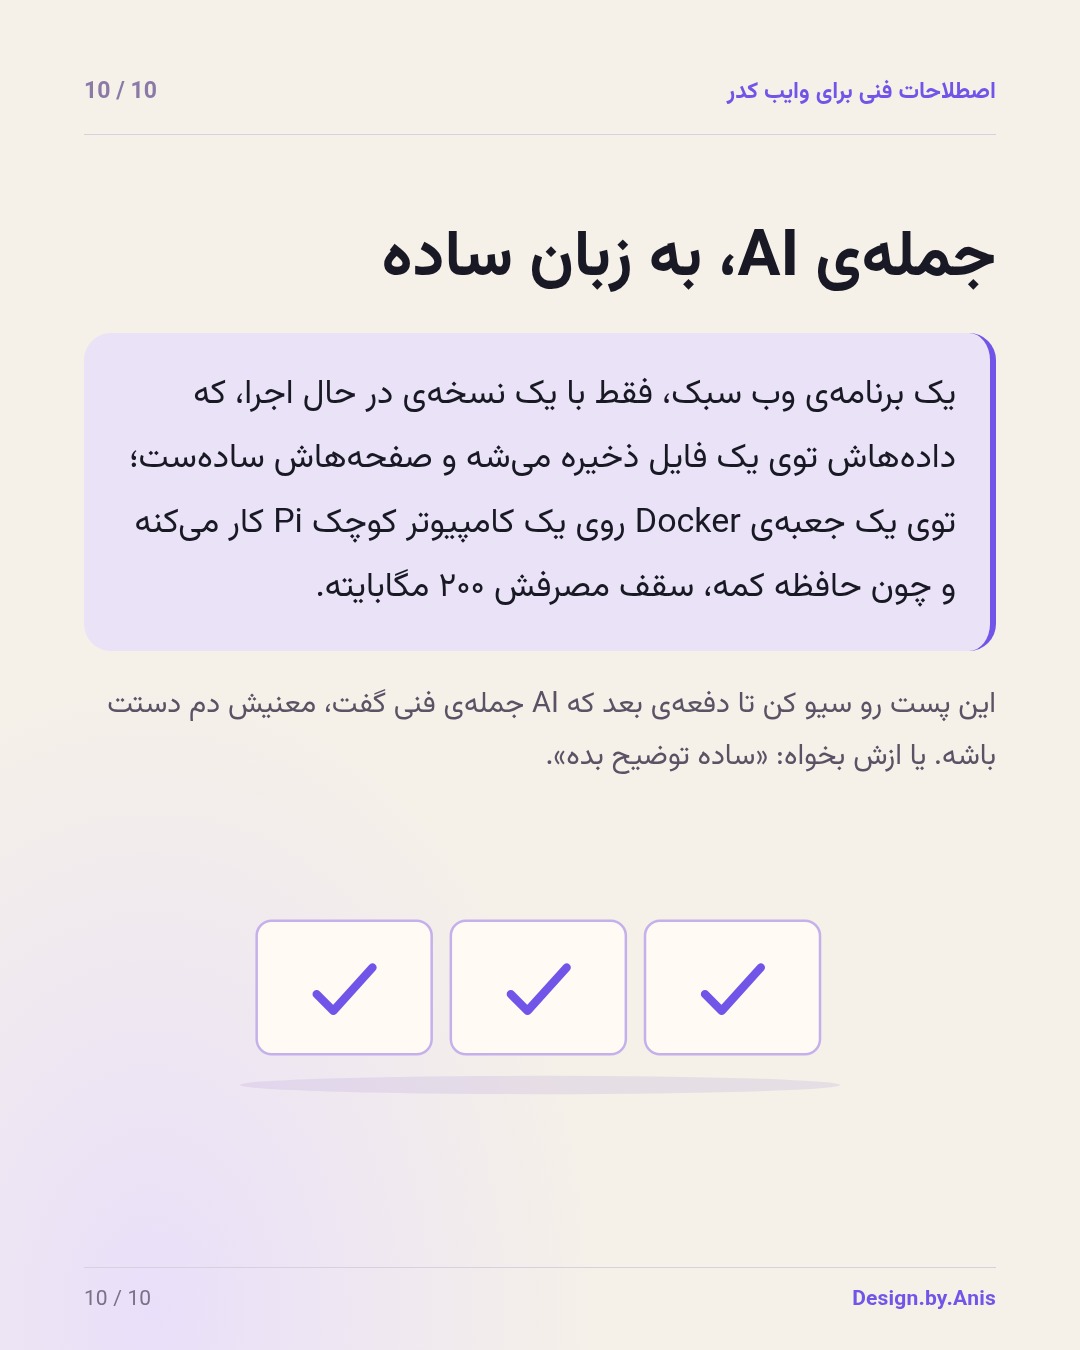 اصطلاحات فنی برای وایب کدر
10 / 10
جمله‌ی AI، به زبان ساده
یک برنامه‌ی وب سبک، فقط با یک نسخه‌ی در حال اجرا، که
داده‌هاش توی یک فایل ذخیره می‌شه و صفحه‌هاش ساده‌ست؛
توی یک جعبه‌ی Docker روی یک کامپیوتر کوچک Pi کار می‌کنه
و چون حافظه کمه، سقف مصرفش ۲۰۰ مگابایته.
این پست رو سیو کن تا دفعه‌ی بعد که AI جمله‌ی فنی گفت، معنیش دم دستت
باشه. یا ازش بخواه: «ساده توضیح بده».
Design.by.Anis
10 / 10